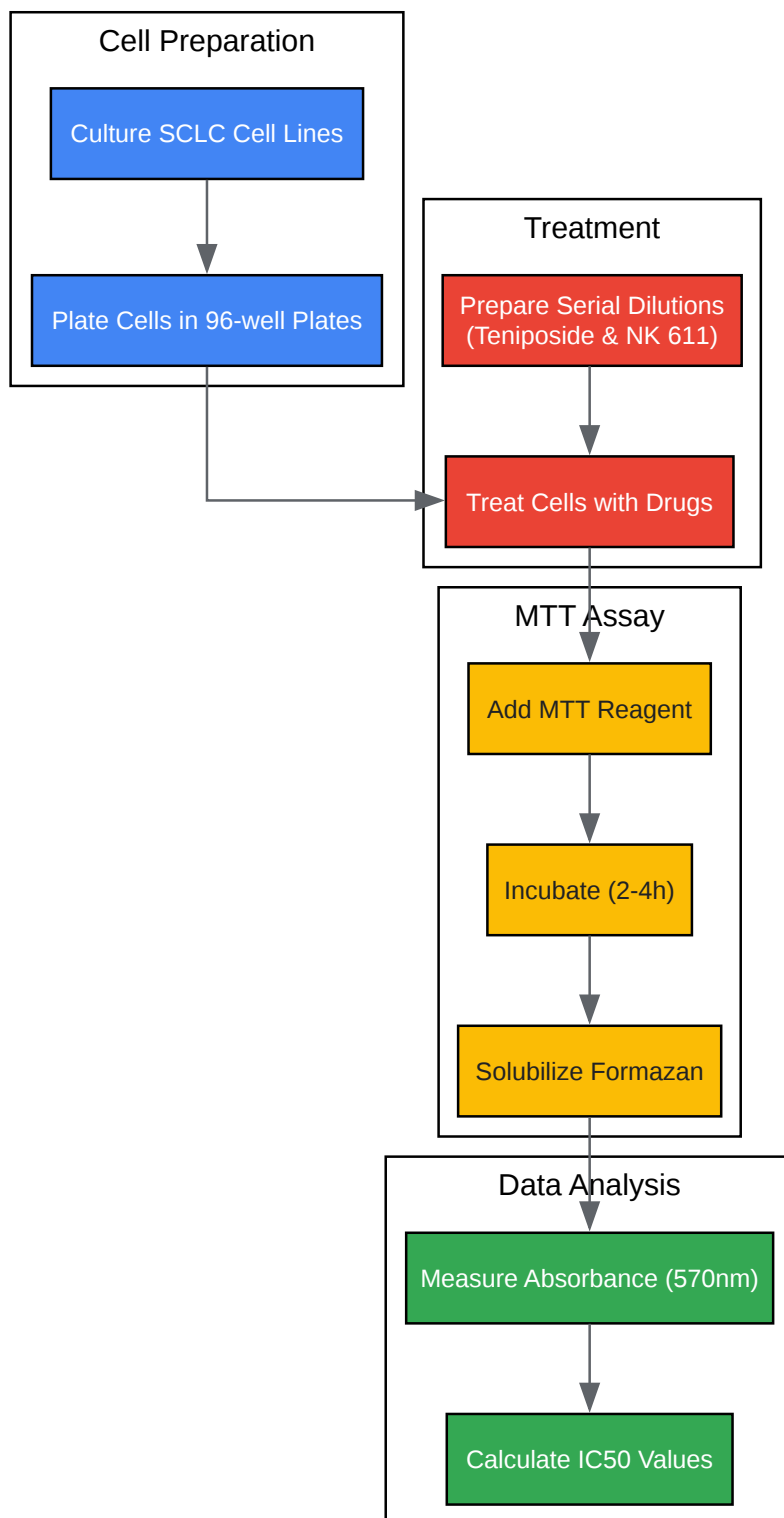 Cell Preparation
Culture SCLC Cell Lines
Plate Cells in 96-well Plates
Treatment
Prepare Serial Dilutions
(Teniposide & NK 611)
Treat Cells with Drugs
MTT Assay
Add MTT Reagent
Incubate (2-4h)
Solubilize Formazan
Data Analysis
Measure Absorbance (570nm)
Calculate IC50 Values